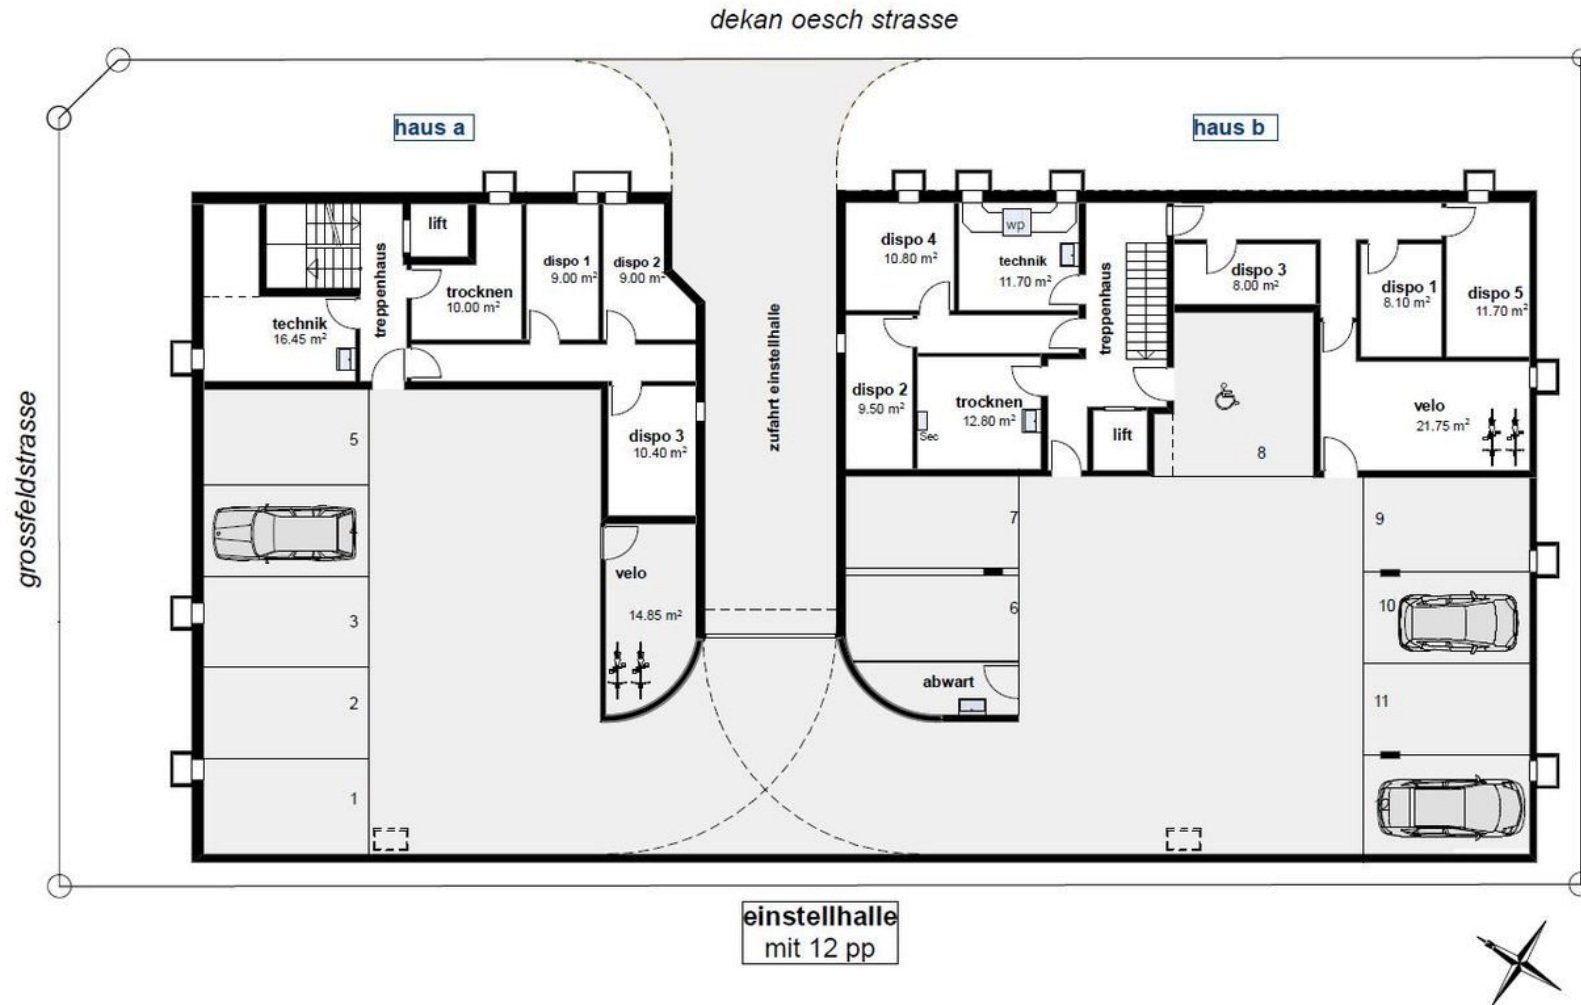 dekan oesch strasse
haus a
haus b
grossfeldstrasse
lift
treppenhaus
trocknen
10.00 m²
dispo 1
9.00 m²
dispo 2
9.00 m²
technik
16.45 m²
dispo 3
10.40 m²
velo
14.85 m²
5
4
3
2
1
zufahrt einstellhalle
dispo 4
10.80 m²
wp
technik
11.70 m²
treppenhaus
dispo 3
8.00 m²
dispo 1
8.10 m²
dispo 5
11.70 m²
dispo 2
9.50 m²
trocknen
12.80 m²
Sec
lift
8
velo
21.75 m²
7
6
abwart
9
10
11
12
einstellhalle
mit 12 pp